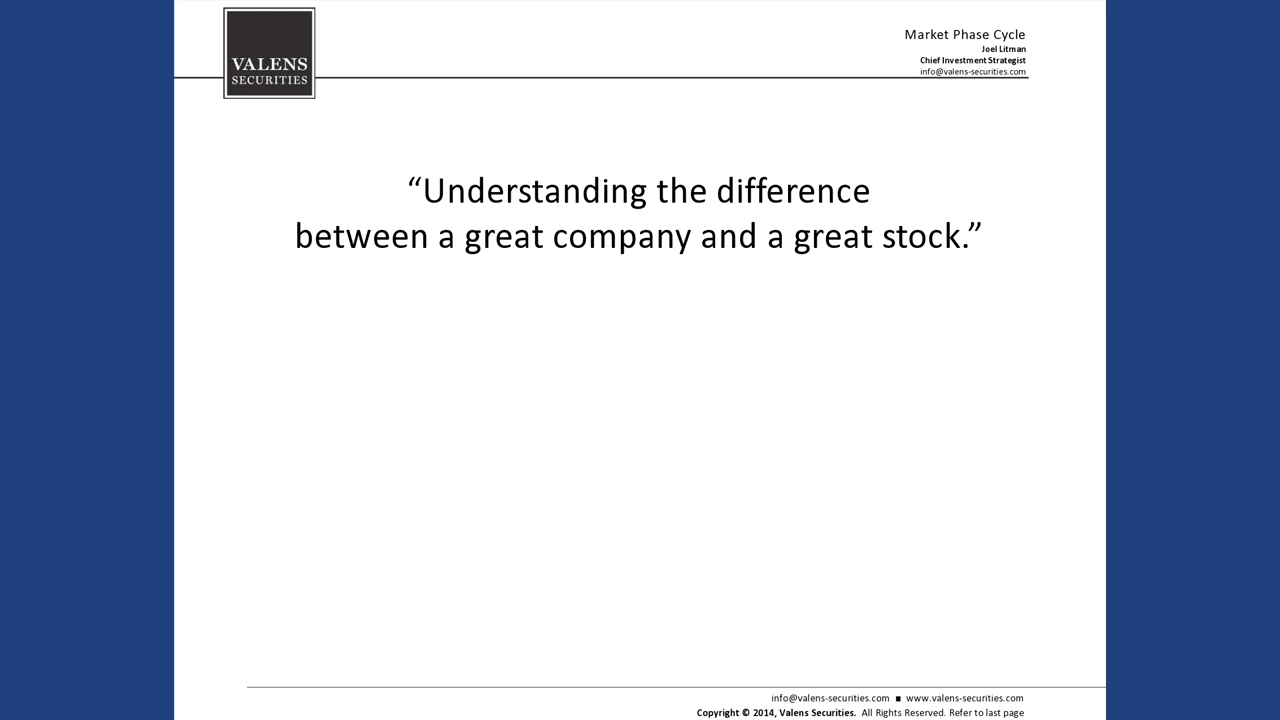 VALENS
SECURITIES
Market Phase Cycle
Joel Litman
Chief Investment Strategist
info@valens-securities.com
“Understanding the difference
between a great company and a great stock.”
info@valens-securities.com ■ www.valens-securities.com
Copyright © 2014, Valens Securities. All Rights Reserved. Refer to last page